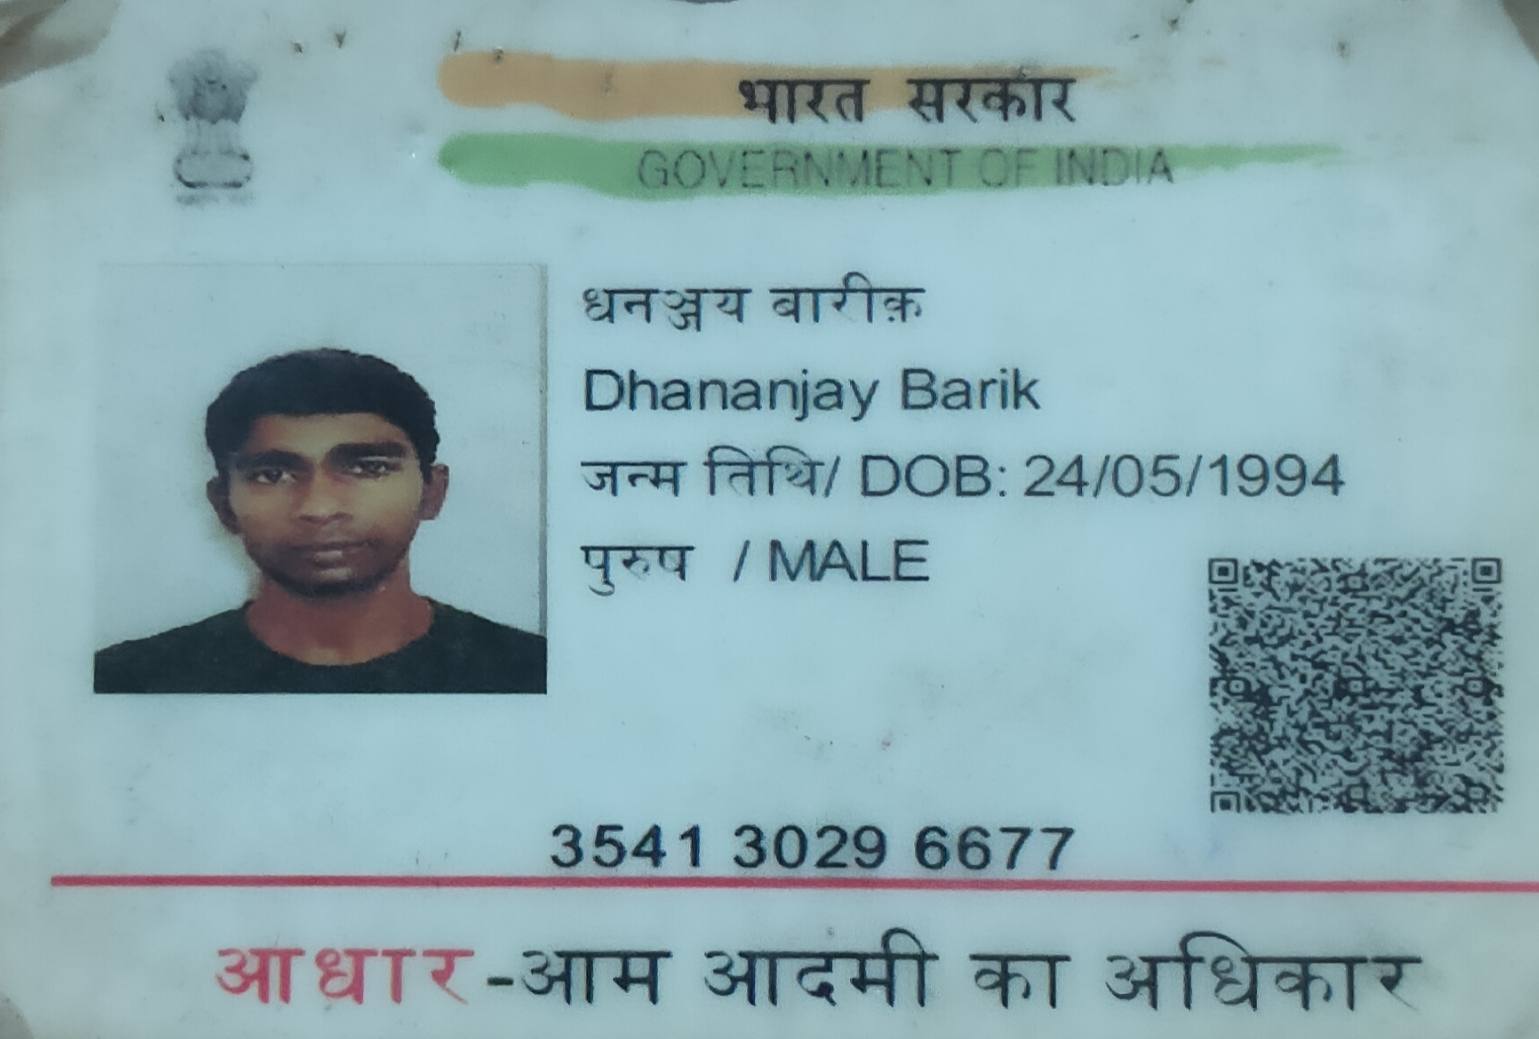 भारत सरकार
GOVERNMENT OF INDIA
धनञ्जय बारीक़
Dhananjay Barik
जन्म तिथि/ DOB: 24/05/1994
पुरुष / MALE
3541 3029 6677
आधार-आम आदमी का अधिकार